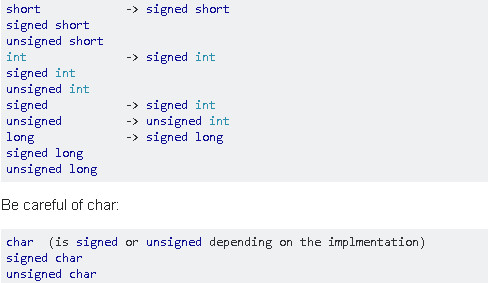 short -> signed short
signed short
unsigned short
int -> signed int
signed int
unsigned int
signed -> signed int
unsigned -> unsigned int
long -> signed long
signed long
unsigned long
Be careful of char:
char (is signed or unsigned depending on the implmentation)
signed char
unsigned char